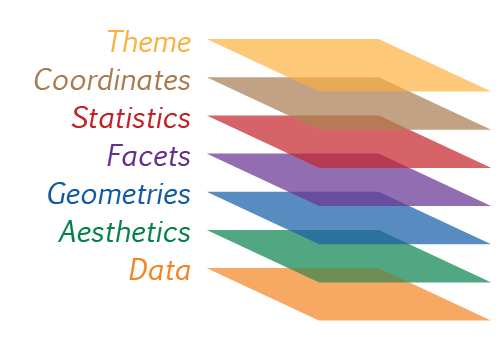 Theme
Coordinates
Statistics
Facets
Geometries
Aesthetics
Data